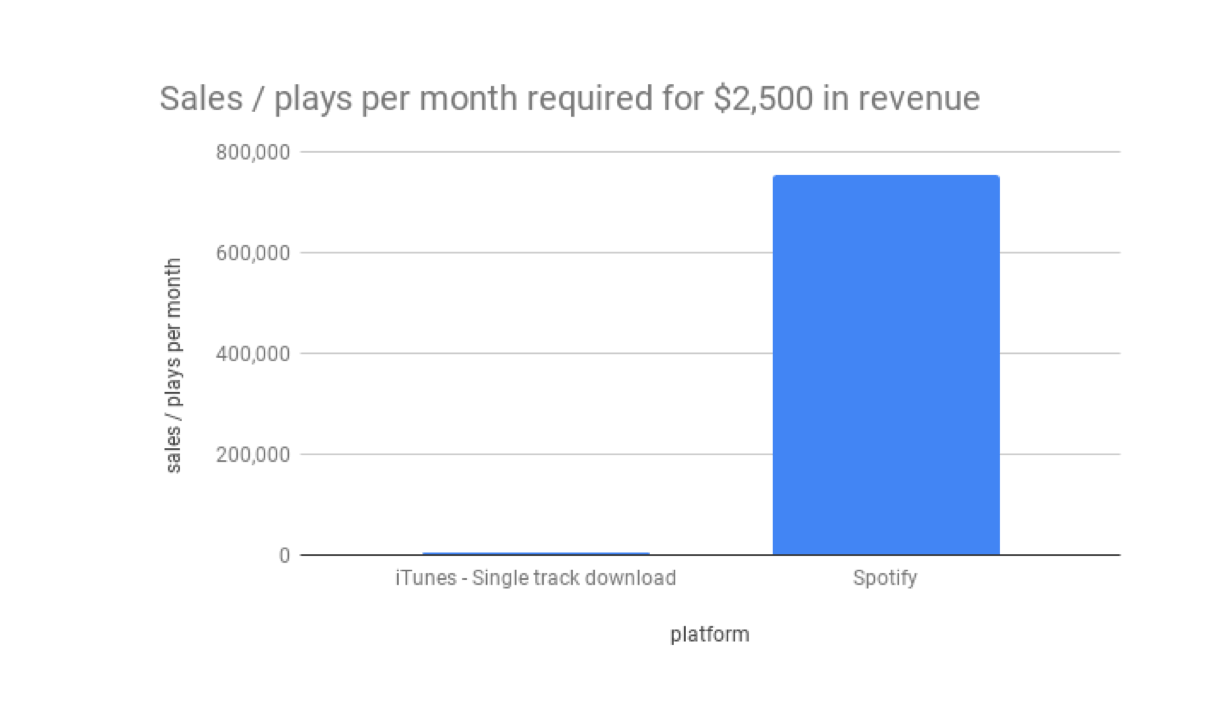 Sales / plays per month required for $2,500 in revenue
800,000
600,000
400,000
200,000
0
sales / plays per month
iTunes - Single track download
Spotify
platform